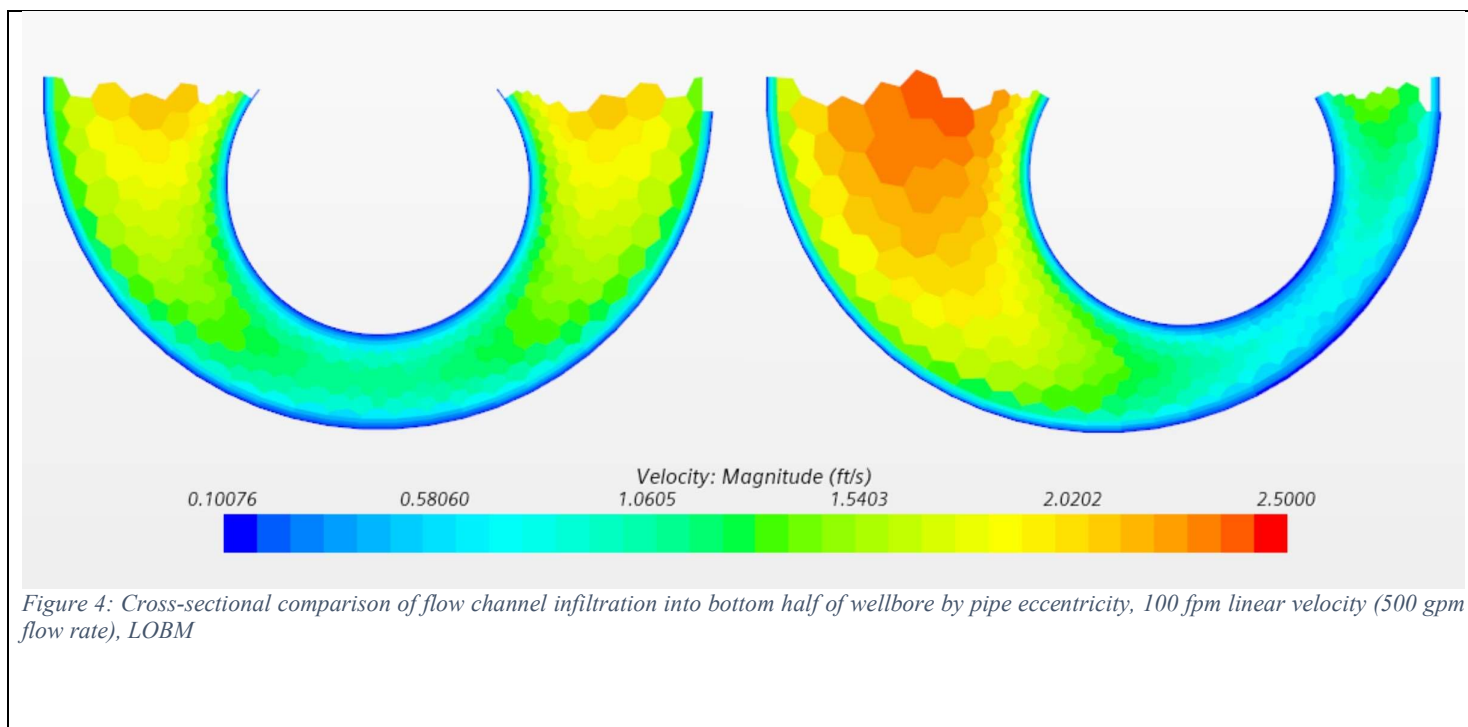 Velocity: Magnitude (ft/s)
0.10076 0.58060 1.0605 1.5403 2.0202 2.5000
Figure 4: Cross-sectional comparison of flow channel infiltration into bottom half of wellbore by pipe eccentricity, 100 fpm linear velocity (500 gpm
flow rate), LOBM